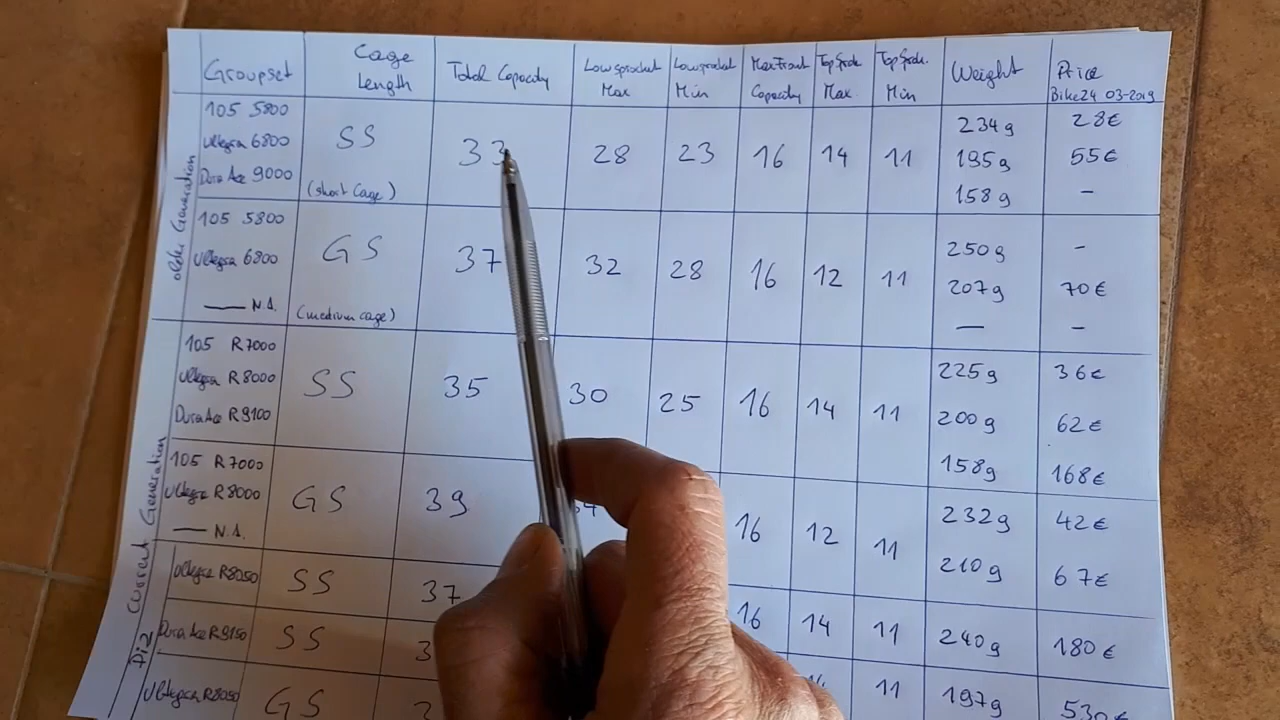 Groupset Cage Length Total Capacity Low sprocket Max Low sprocket Min Max Front Capacity Top Sprok. Max. Top Sprok. Min Weight Price Bike24 03-2019
older Generation
105 5800 234g 28€
Ultegra 6800 SS 33 28 23 16 14 11 195g 55€
Dura Ace 9000 (short Cage) 158g –
105 5800 250g –
Ultegra 6800 GS 37 32 28 16 12 11 207g 70€
— N.A. (medium cage) — –
Current Generation
105 R7000 225g 36€
Ultegra R8000 SS 35 30 25 16 14 11 200g 62€
Dura Ace R9100 158g 168€
105 R7000 232g 42€
Ultegra R8000 GS 39 16 12 11 210g 67€
— N.A.
Di2
Ultegra R8050 SS 37 16 14 11 240g 180€
Dura Ace R9150 SS 11 197g 530€
Ultegra R8050 GS